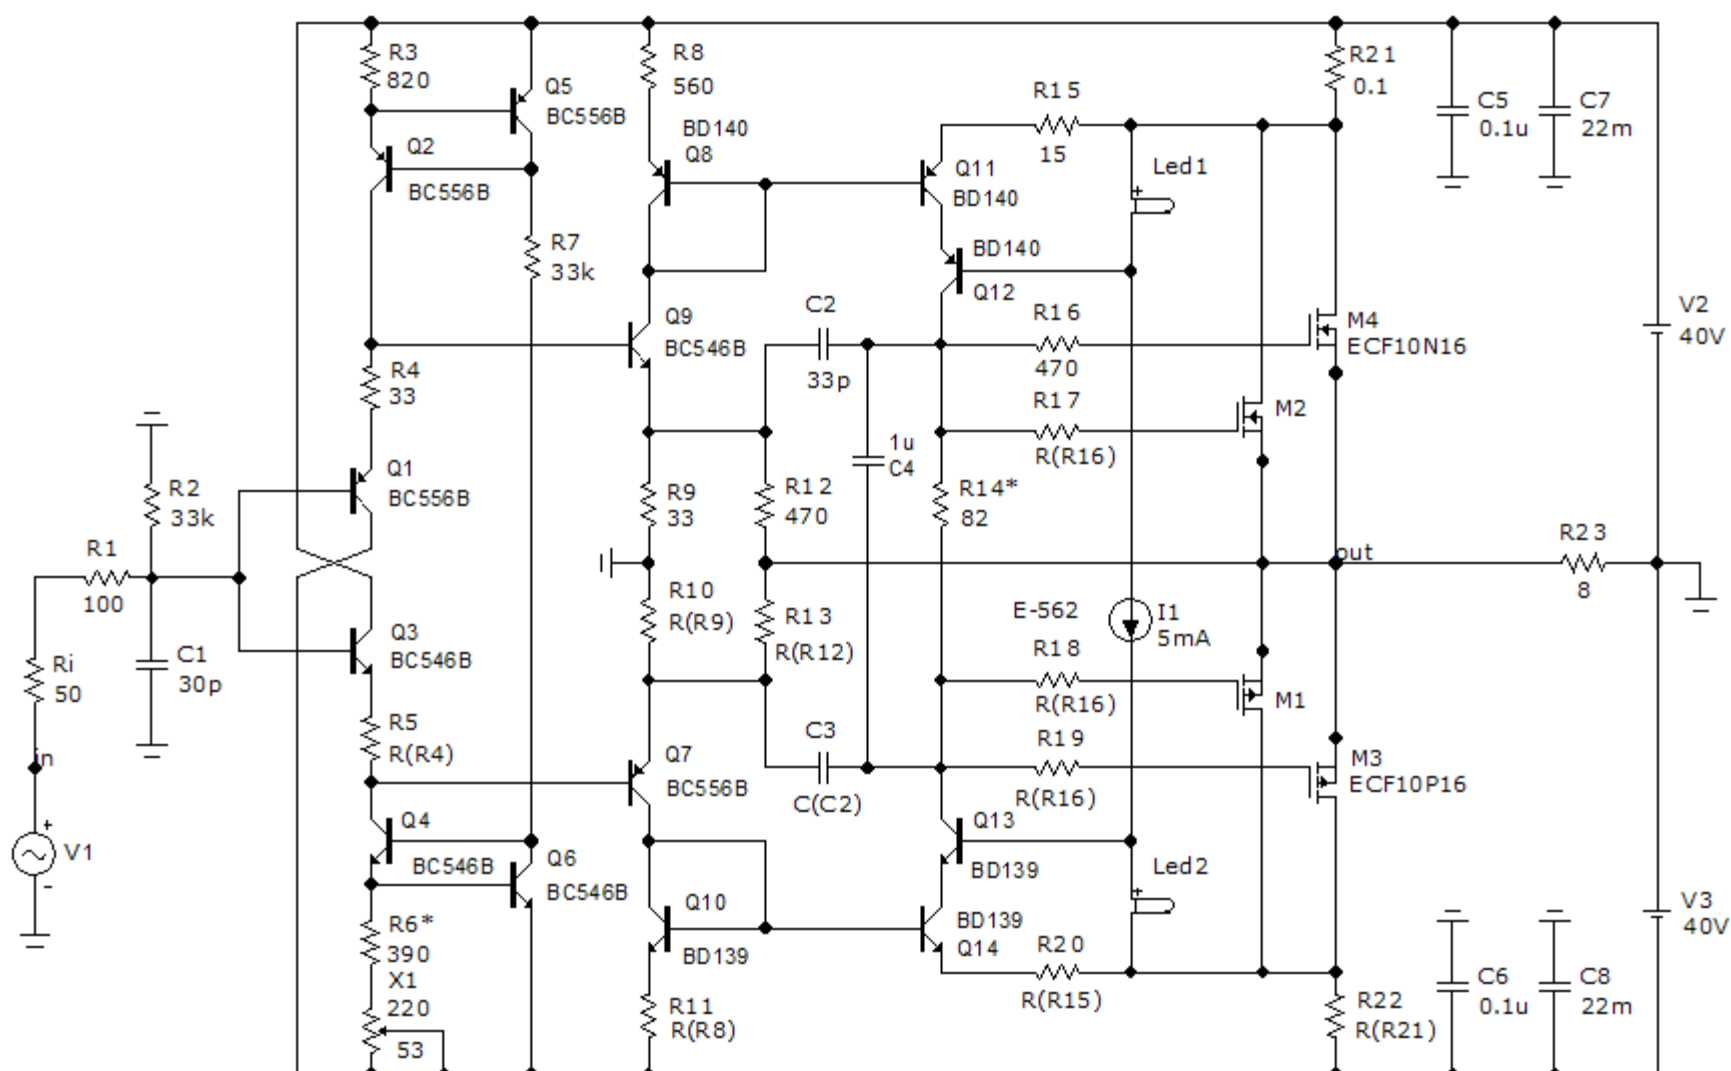 R3
820
Q5
BC556B
Q2
BC556B
R7
33k
R8
560
BD140
Q8
R15
15
Q11
BD140
BD140
Q12
Led1
R21
0.1
C5
0.1u
C7
22m
Q9
BC546B
C2
33p
R16
470
R17
R(R16)
M4
ECF10N16
M2
V2
40V
R4
33
Q1
BC556B
R2
33k
R1
100
1u
C4
R9
33
R12
470
R14*
82
out
R23
8
R10
R(R9)
R13
R(R12)
E-562
I1
5mA
Q3
BC546B
Ri
50
C1
30p
R5
R(R4)
in
R18
R(R16)
M1
Q7
BC556B
C3
C(C2)
R19
R(R16)
M3
ECF10P16
V1
+
-
Q4
BC546B
Q6
BC546B
Q13
BD139
Led2
R6*
390
X1
220
53
Q10
BD139
BD139
Q14
R20
R(R15)
R11
R(R8)
R22
R(R21)
C6
0.1u
C8
22m
V3
40V